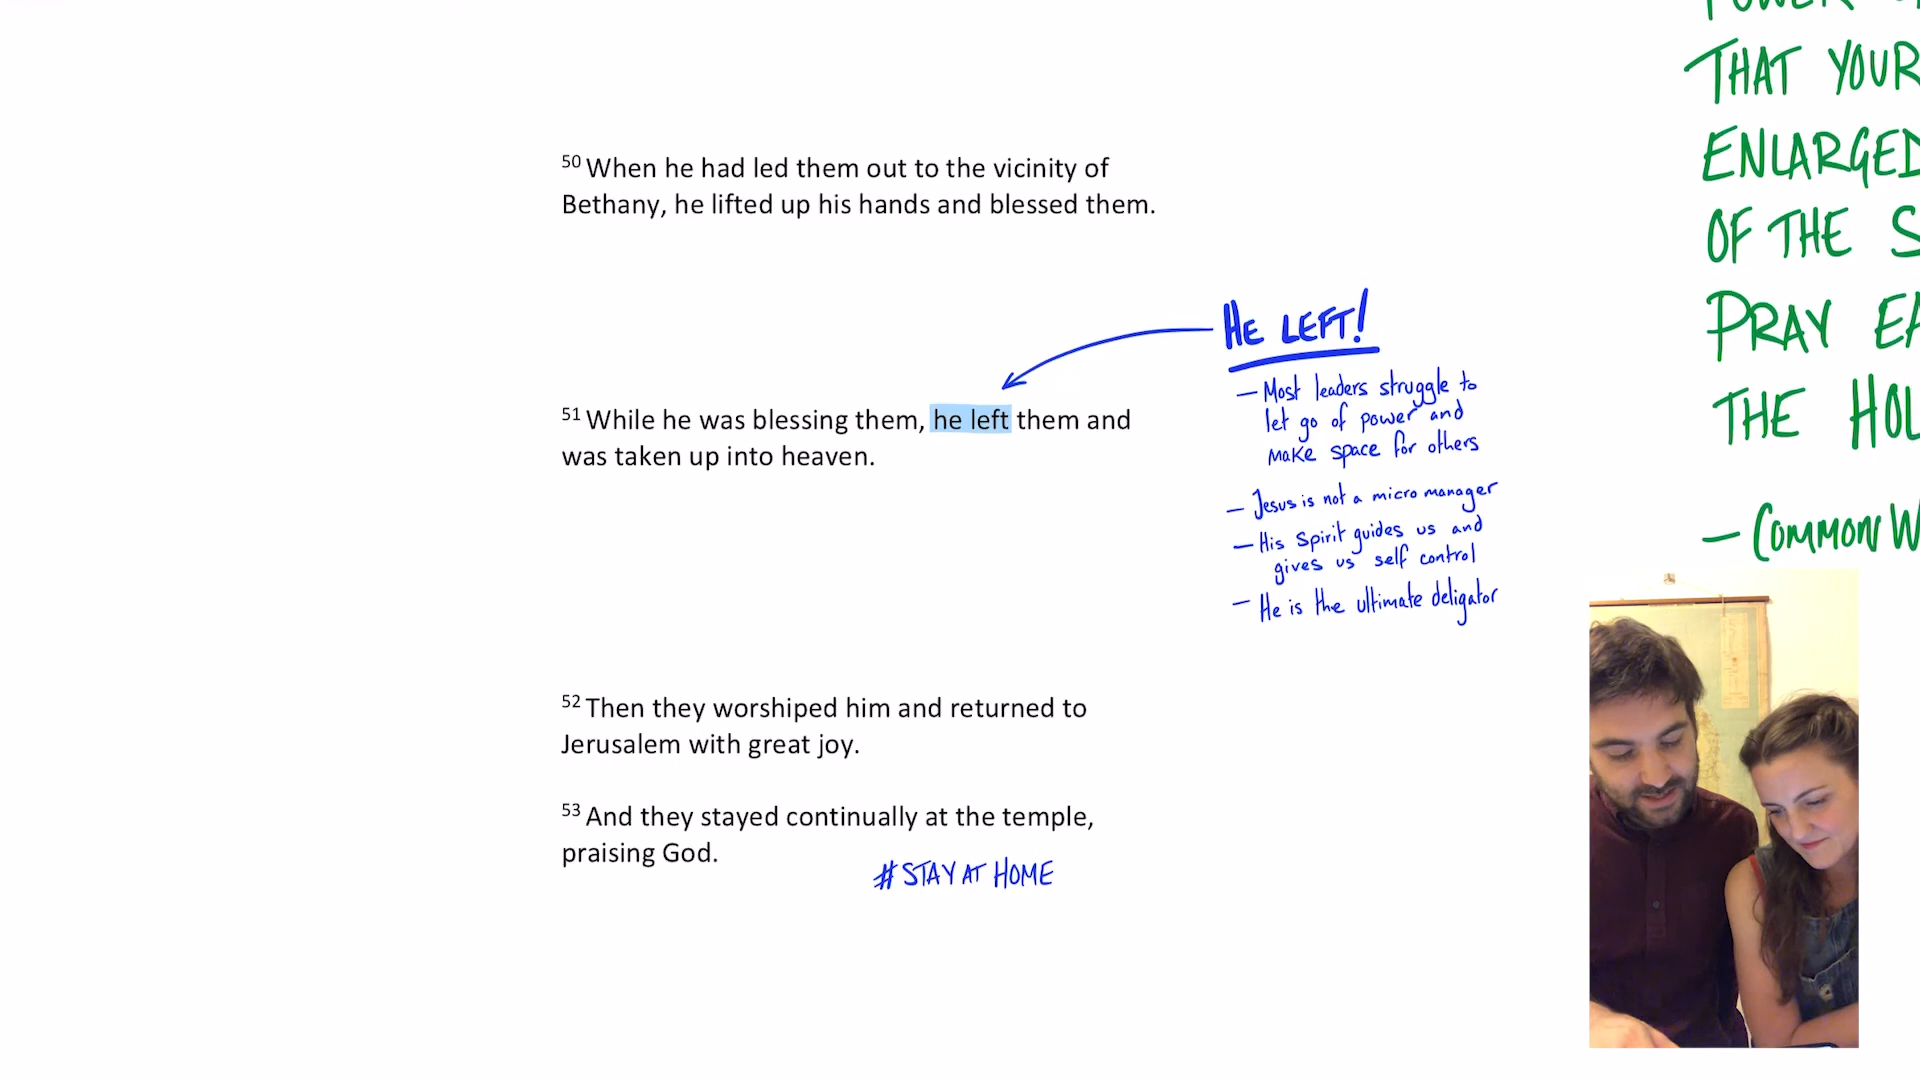 50 When he had led them out to the vicinity of
Bethany, he lifted up his hands and blessed them.
HE LEFT!
– Most leaders struggle to
let go of power and
make space for others
51 While he was blessing them, he left them and
was taken up into heaven.
– Jesus is not a micro manager
– His Spirit guides us and
gives us self control
– He is the ultimate deligator
52 Then they worshiped him and returned to
Jerusalem with great joy.
53 And they stayed continually at the temple,
praising God.
#STAY AT HOME
POWER
THAT YOUR
ENLARGED
OF THE S
PRAY EA
THE HOL
– COMMON W